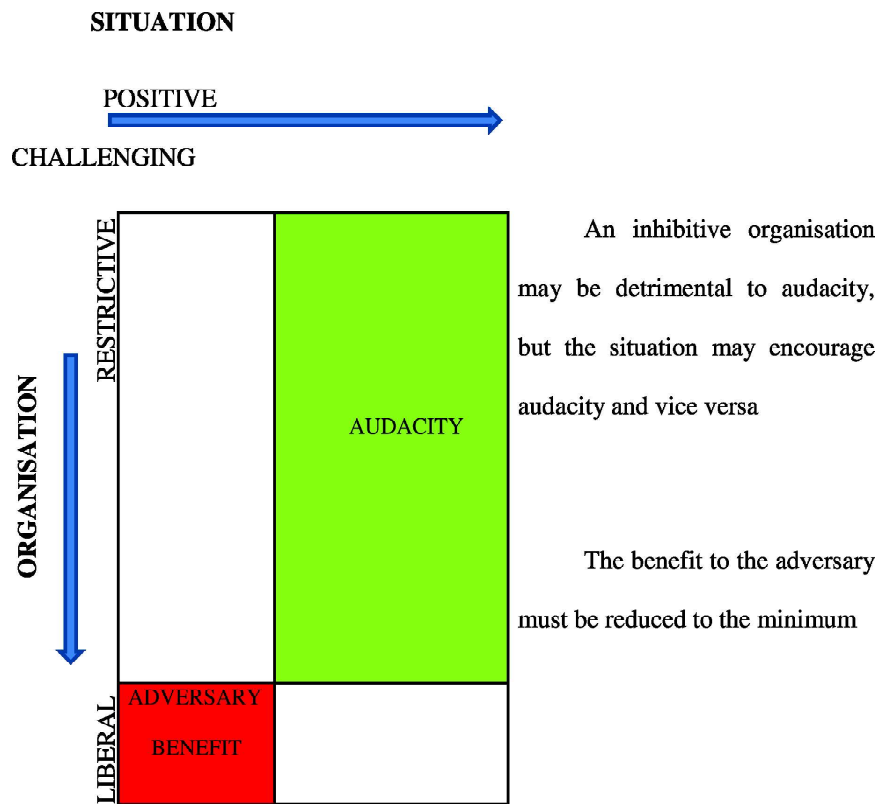 SITUATION
POSITIVE
CHALLENGING
RESTRICTIVE
ORGANISATION
LIBERAL
AUDACITY
ADVERSARY
BENEFIT
An inhibitive organisation
may be detrimental to audacity,
but the situation may encourage
audacity and vice versa
The benefit to the adversary
must be reduced to the minimum